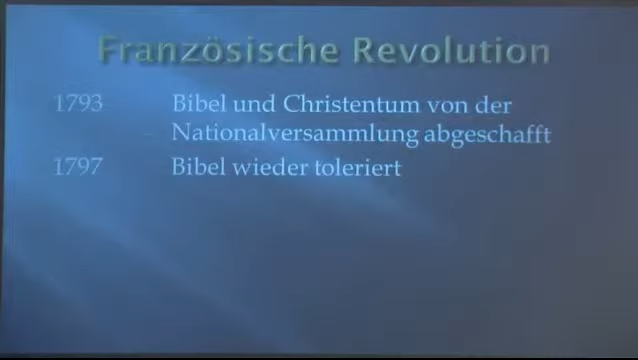 Französische Revolution
1793 Bibel und Christentum von der
Nationalversammlung abgeschafft
1797 Bibel wieder toleriert